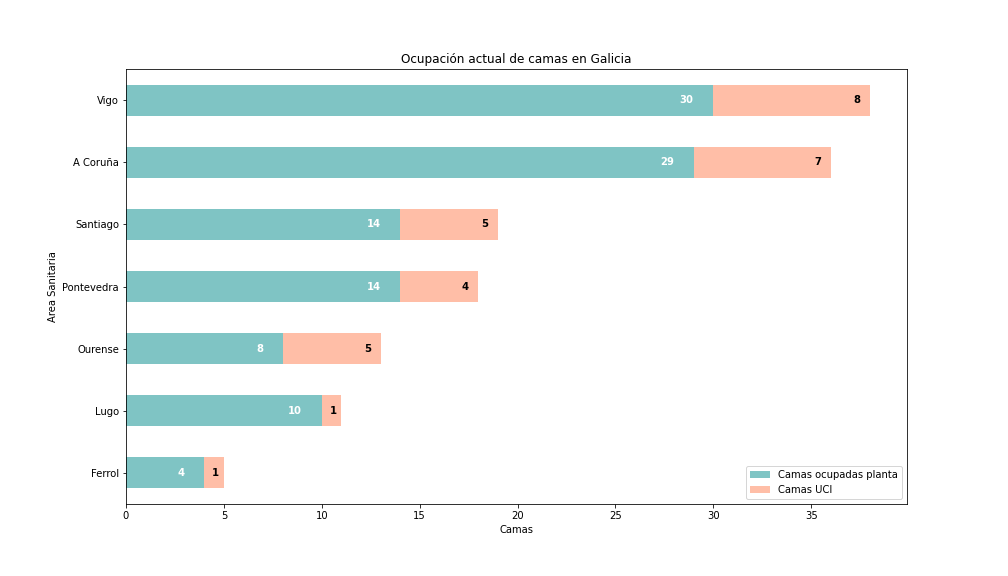 Ocupación actual de camas en Galicia
Vigo 30 8
A Coruña 29 7
Santiago 14 5
Pontevedra 14 4
Ourense 8 5
Lugo 10 1
Ferrol 4 1
Area Sanitaria
Camas ocupadas planta
Camas UCI
0 5 10 15 20 25 30 35
Camas